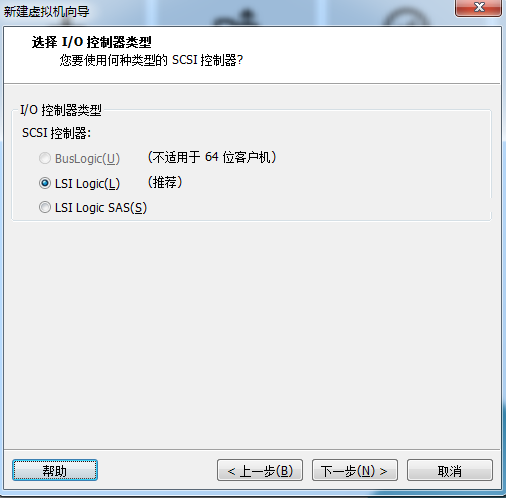 新建虚拟机向导
选择 I/O 控制器类型
您要使用何种类型的 SCSI 控制器?
I/O 控制器类型
SCSI 控制器:
BusLogic(U) (不适用于 64 位客户机)
LSI Logic(L) (推荐)
LSI Logic SAS(S)
帮助 < 上一步(B) 下一步(N) > 取消